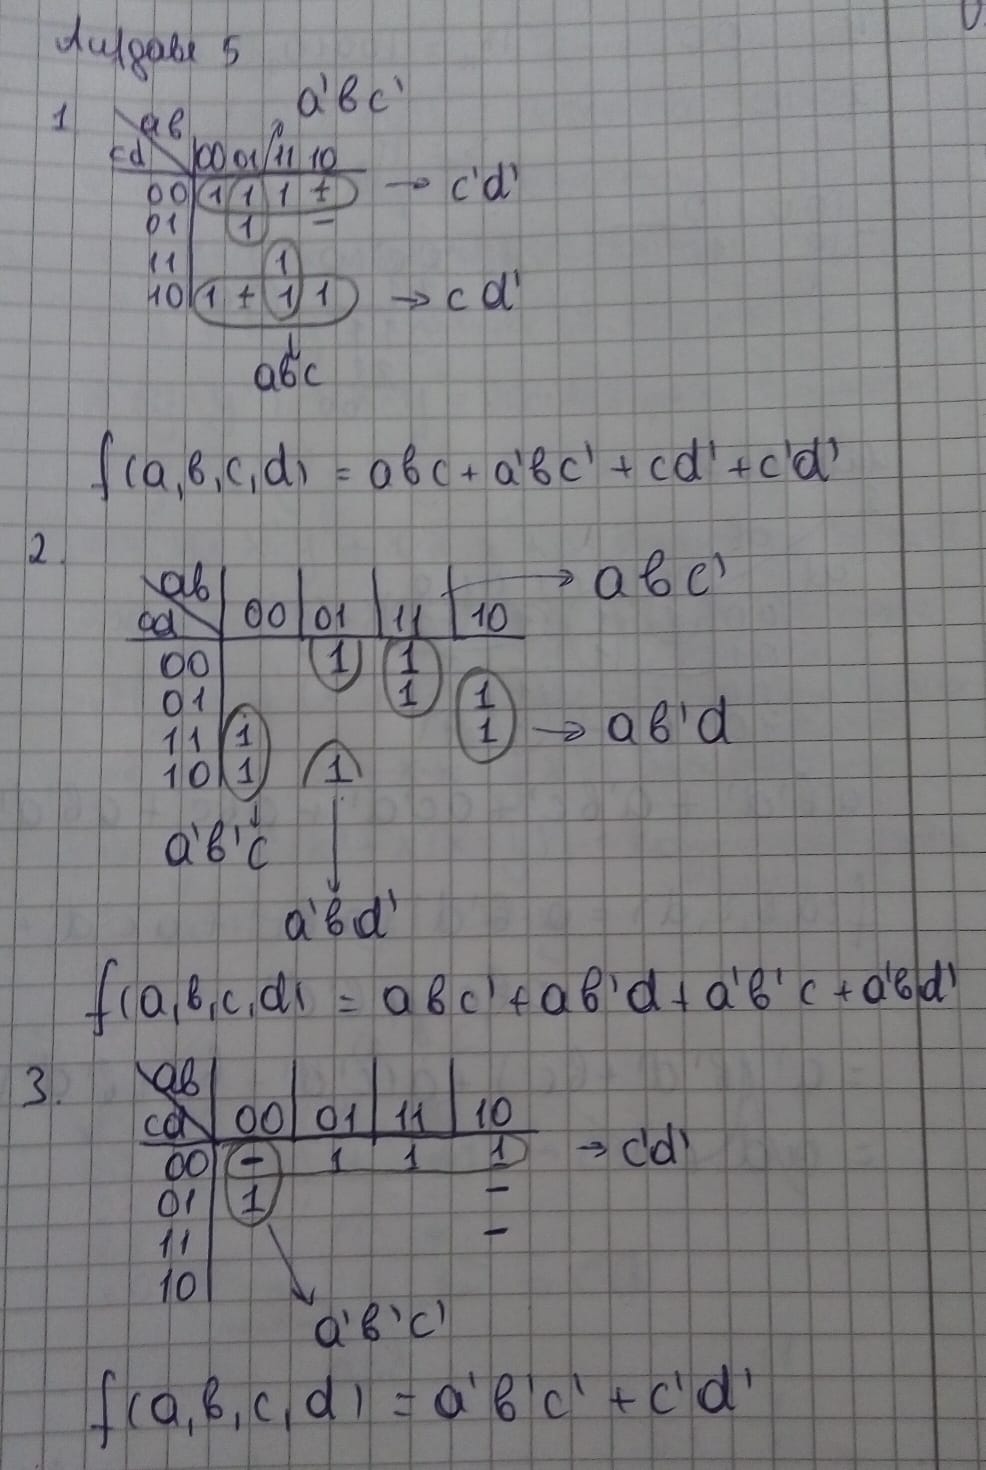 Aufgabe 5
a'bc'
1 ab
cd 00 01 11 10
00 1 1 1 + → c'd'
01 1 -
11 1
10 1 + 1 1 → cd'
abc
f(a,b,c,d) = abc + a'bc' + cd' + c'd'
2.
ab → abc'
cd 00 01 11 10
00 1 1
01 1 1
11 1 1 → ab'd
10 1 1
a'b'c
a'bd'
f(a,b,c,d) = abc' + ab'd + a'b'c + a'bd'
3. ab
cd 00 01 11 10
00 - 1 1 1 → c'd'
01 1 -
11 -
10
a'b'c'
f(a,b,c,d) = a'b'c' + c'd'